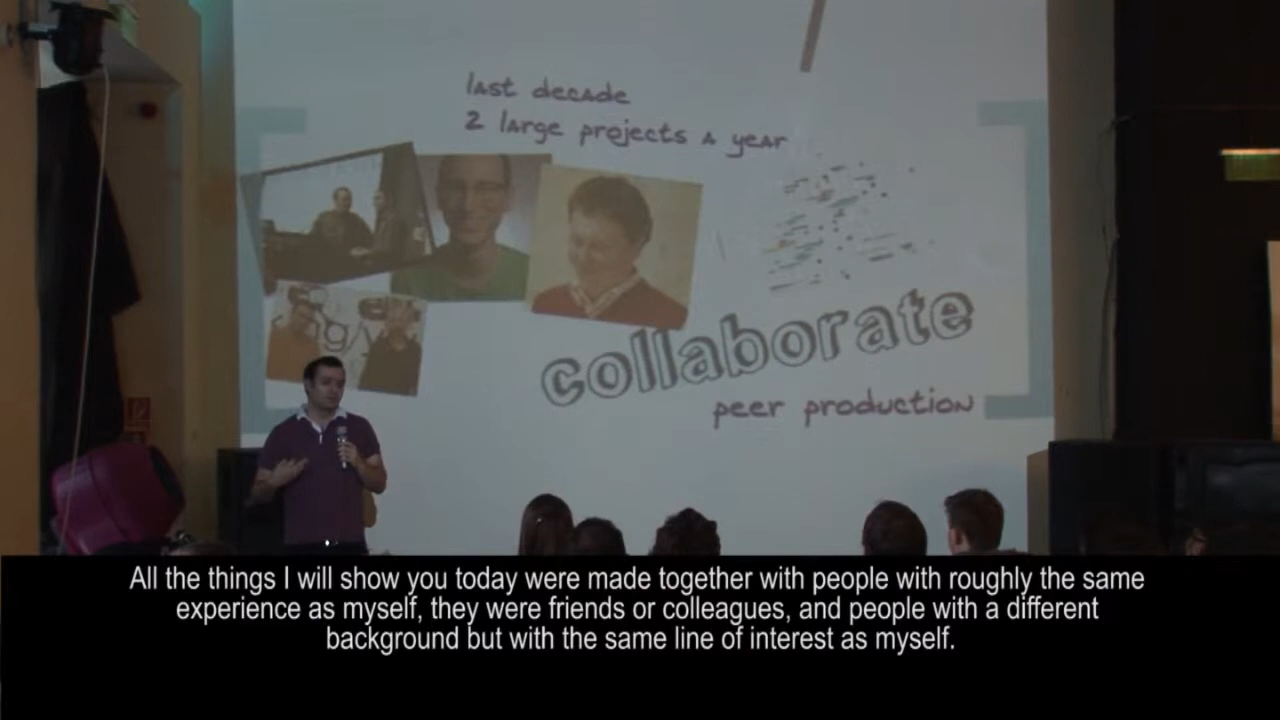 last decade
2 large projects a year
collaborate
peer production
All the things I will show you today were made together with people with roughly the same
experience as myself, they were friends or colleagues, and people with a different
background but with the same line of interest as myself.